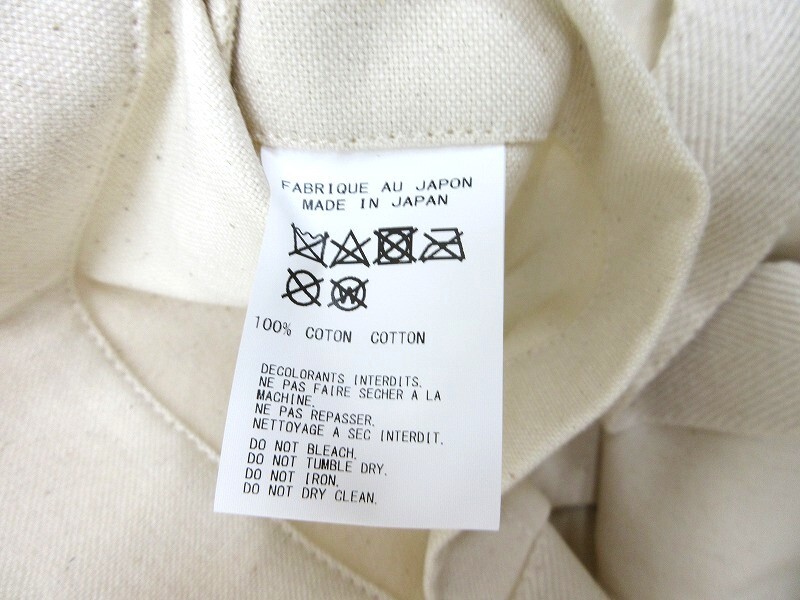 FABRIQUE AU JAPON
MADE IN JAPAN
W
100% COTON COTTON
DECOLORANTS INTERDITS.
NE PAS FAIRE SECHER A LA
MACHINE.
NE PAS REPASSER.
NETTOYAGE A SEC INTERDIT.
DO NOT BLEACH.
DO NOT TUMBLE DRY.
DO NOT IRON.
DO NOT DRY CLEAN.